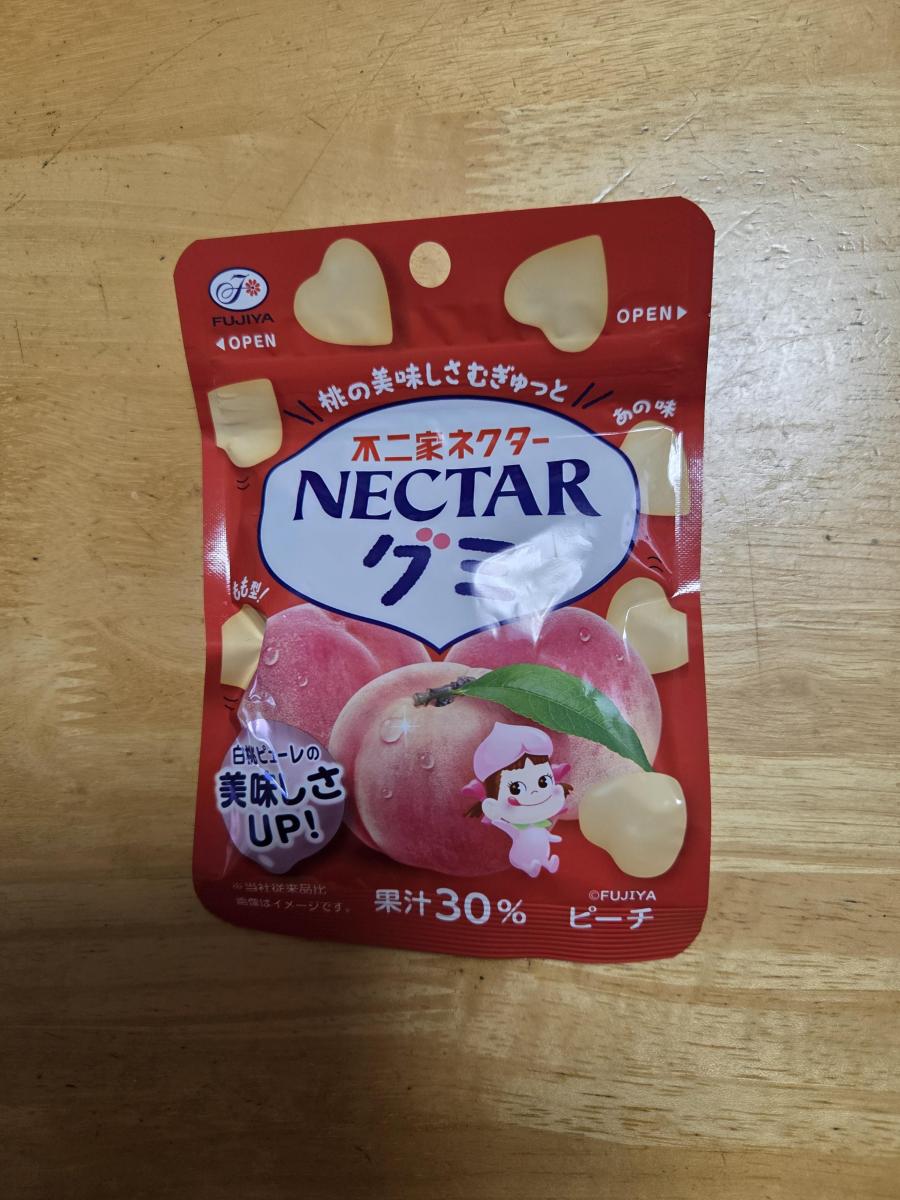 FUJIYA
OPEN
OPEN
桃の美味しさむぎゅっと
あの味
不二家ネクター
NECTAR
グミ
もも型!
白桃ピューレの
美味しさ
UP!
※当社従来品比
画像はイメージです。
果汁30%
©FUJIYA
ピーチ